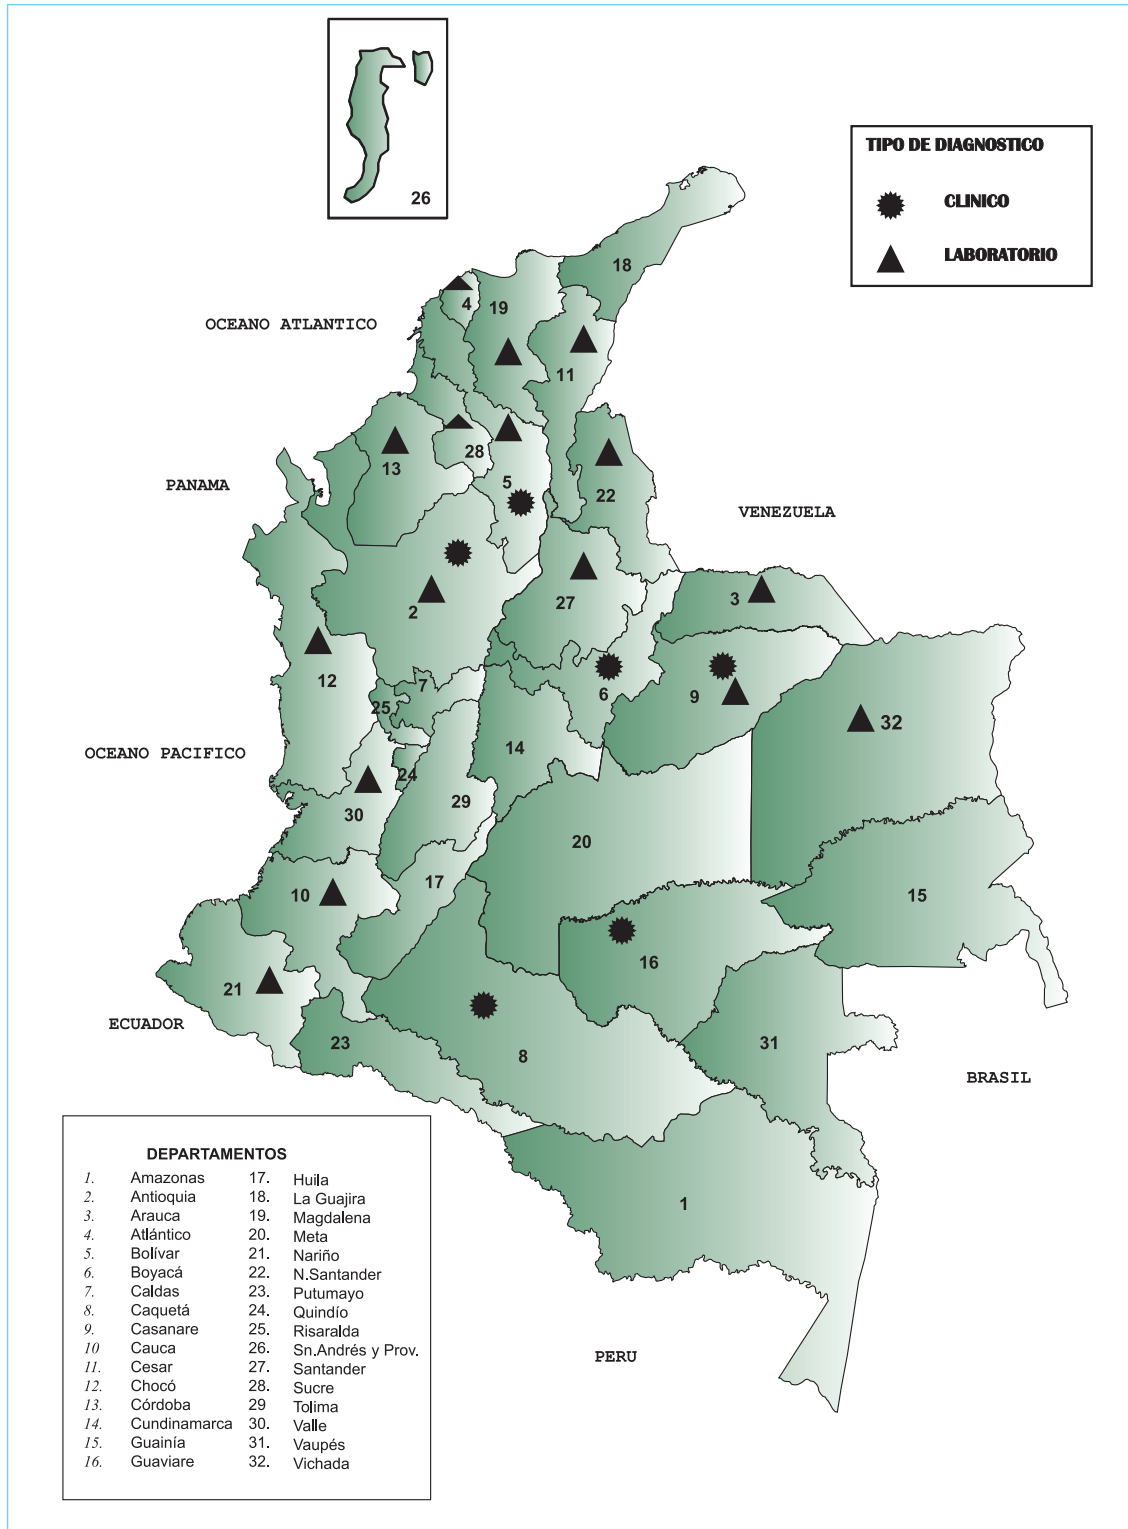 26
TIPO DE DIAGNOSTICO
CLINICO
LABORATORIO
18
4
19
OCEANO ATLANTICO
11
28
13
5
PANAMA
22
VENEZUELA
3
27
2
12
7
6
9
25
32
OCEANO PACIFICO
14
24
29
30
20
17
10
15
16
21
ECUADOR
23
8
31
BRASIL
1
PERU
DEPARTAMENTOS
1. Amazonas 17. Huila
2. Antioquia 18. La Guajira
3. Arauca 19. Magdalena
4. Atlántico 20. Meta
5. Bolívar 21. Nariño
6. Boyacá 22. N.Santander
7. Caldas 23. Putumayo
8. Caquetá 24. Quindío
9. Casanare 25. Risaralda
10 Cauca 26. Sn.Andrés y Prov.
11. Cesar 27. Santander
12. Chocó 28. Sucre
13. Córdoba 29 Tolima
14. Cundinamarca 30. Valle
15. Guainía 31. Vaupés
16. Guaviare 32. Vichada